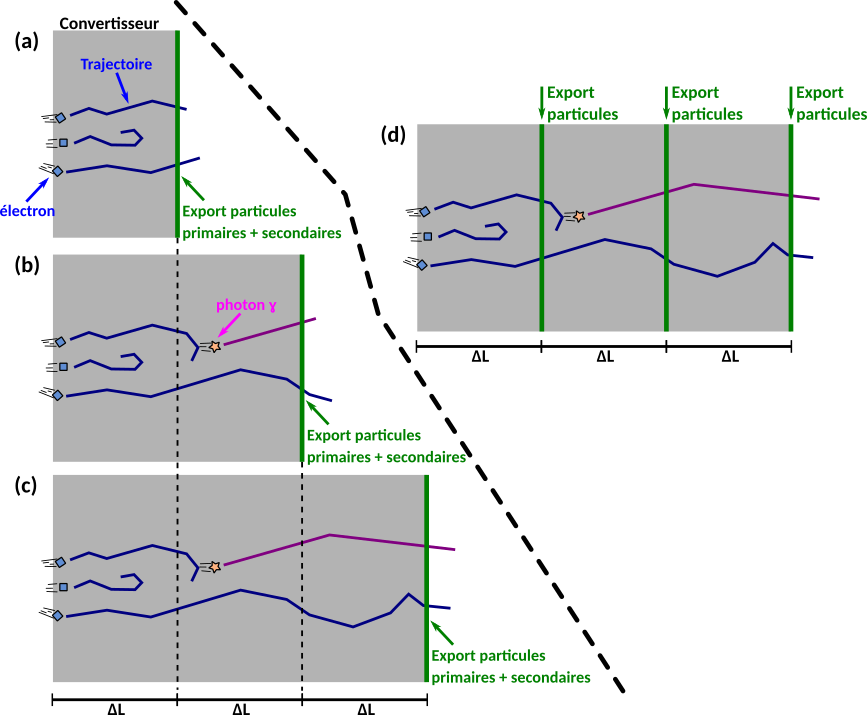 Convertisseur
(a)
Trajectoire
électron
Export particules
primaires + secondaires
(b)
photon ɣ
Export particules
primaires + secondaires
(c)
Export particules
primaires + secondaires
ΔL
ΔL
ΔL
(d)
Export
particules
Export
particules
Export
particules
ΔL
ΔL
ΔL